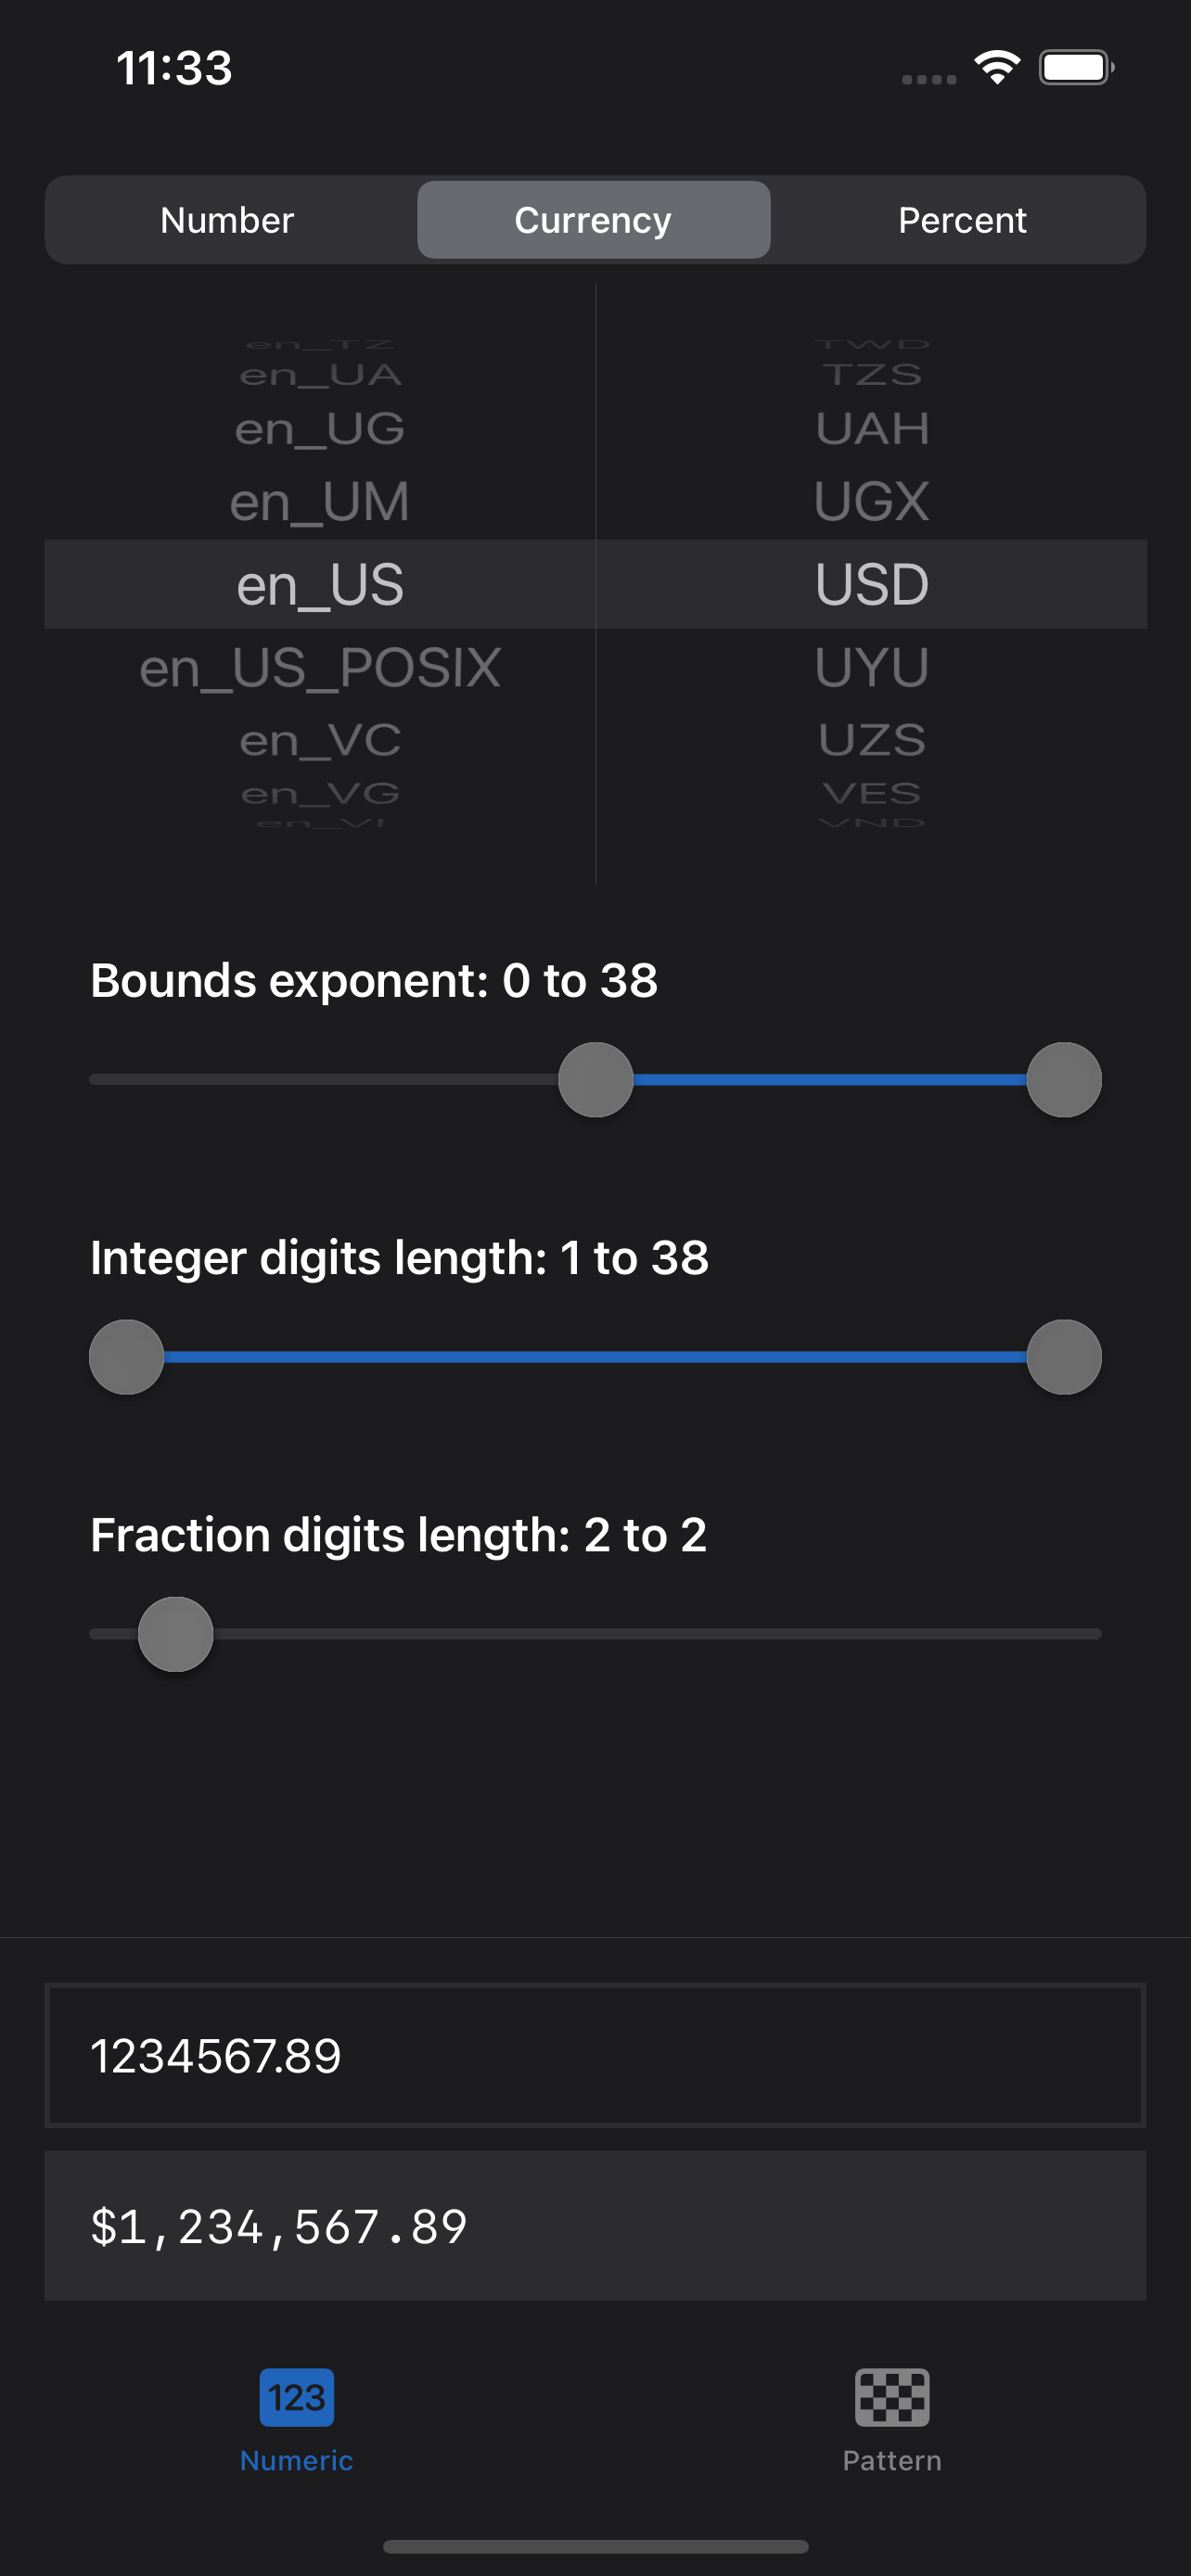 11:33
Number Currency Percent
en_TZ TWD
en_UA TZS
en_UG UAH
en_UM UGX
en_US USD
en_US_POSIX UYU
en_VC UZS
en_VG VES
en_VI VND
Bounds exponent: 0 to 38
Integer digits length: 1 to 38
Fraction digits length: 2 to 2
1234567.89
$1,234,567.89
123
Numeric Pattern